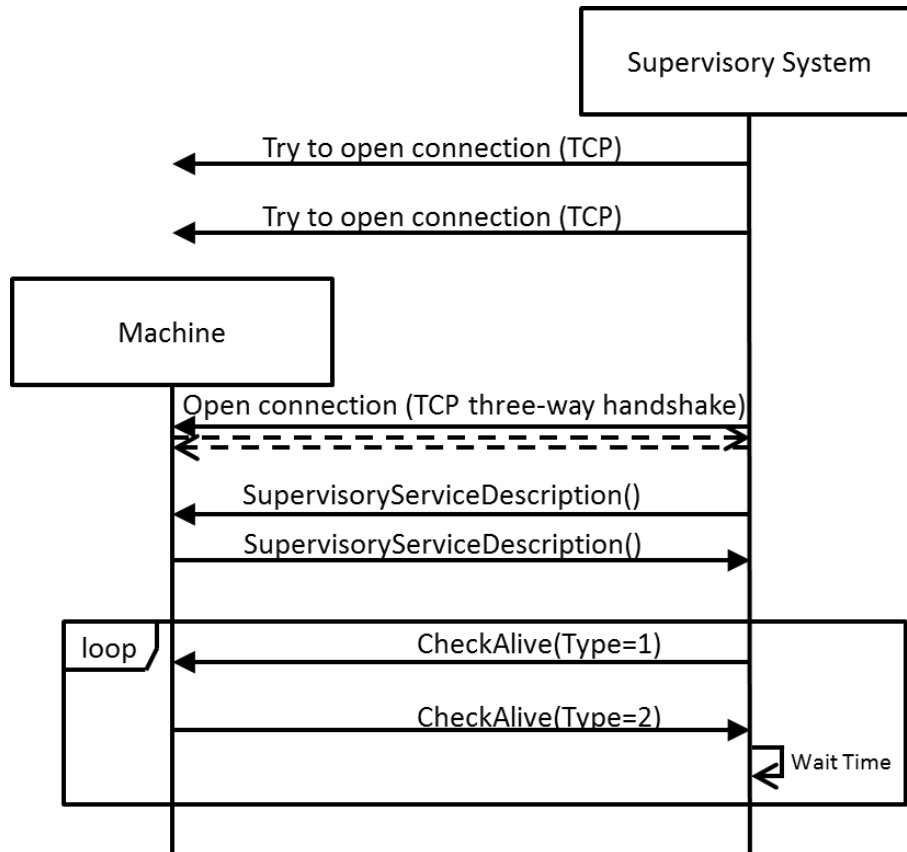 Supervisory System
Try to open connection (TCP)
Try to open connection (TCP)
Machine
Open connection (TCP three-way handshake)
SupervisoryServiceDescription()
SupervisoryServiceDescription()
loop
CheckAlive(Type=1)
CheckAlive(Type=2)
Wait Time